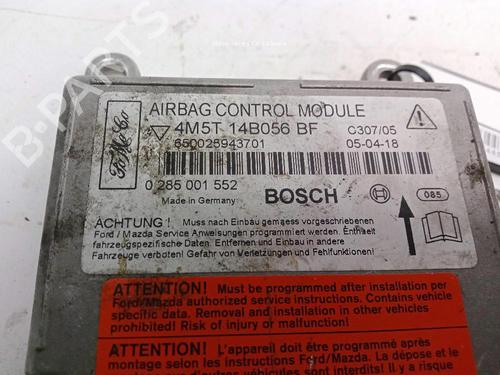 B-PARTS
FoMoCo
AIRBAG CONTROL MODULE
4M5T 14B056 BF
C307/05
650025943701
05-04-18
0 285 001 552
Made in Germany
BOSCH
085
ACHTUNG ! Muss nach Einbau gemaess vorgeschriebenen
Ford / Mazda Service Anweisungen programmiert werden. Enthaelt
fahrzeugspezifische Daten. Entfernen und Einbau in andere
Fahrzeuge verboten! Gefahr von Verletzungen und Fehlfunktionen!
ATTENTION! Must be programmed after installation per
Ford/Mazda authorized service instructions. Contains vehicle
specific data. Removal and installation in other vehicles
prohibited! Risk of injury or malfunction!
ATTENTION! L'appareil doit être programmé après
montage selon les instructions Ford/Mazda. La dépose et le